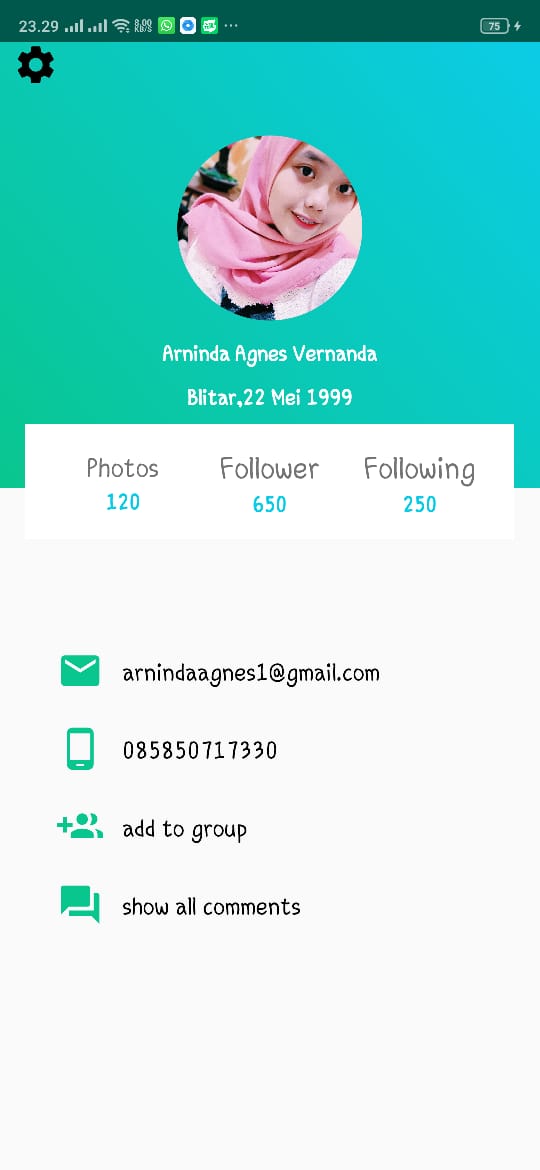 23.29 8,00 KB/S 75
Arninda Agnes Vernanda
Blitar,22 Mei 1999
Photos Follower Following
120 650 250
arnindaagnes1@gmail.com
085850717330
add to group
show all comments